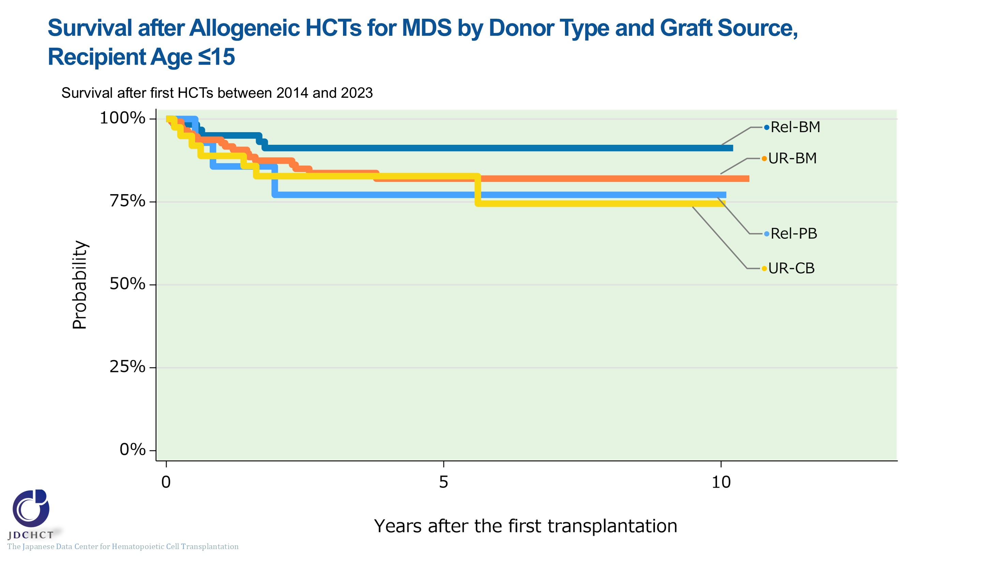 Survival after Allogeneic HCTs for MDS by Donor Type and Graft Source,
Recipient Age ≤15
Survival after first HCTs between 2014 and 2023
100%
75%
50%
25%
0%
Probability
Rel-BM
UR-BM
Rel-PB
UR-CB
0
5
10
Years after the first transplantation
JDCHCT
The Japanese Data Center for Hematopoietic Cell Transplantation